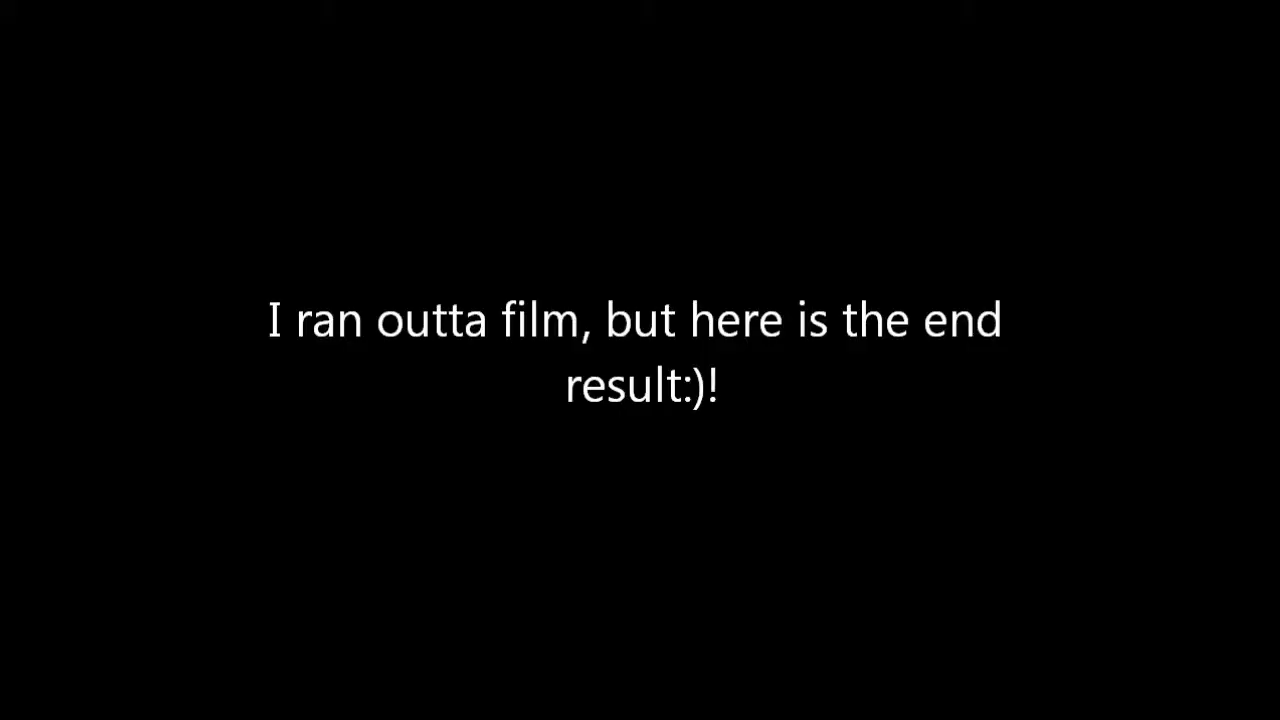 I ran outta film, but here is the end
result:)!